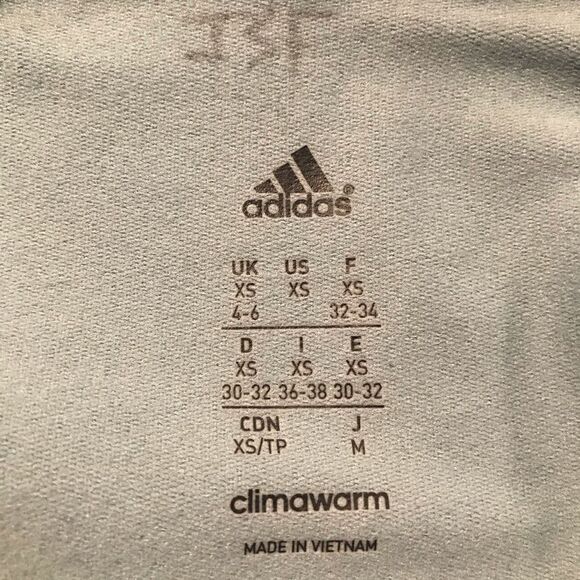 adidas®
UK US F
XS XS XS
4-6 32-34
D I E
XS XS XS
30-32 36-38 30-32
CDN J
XS/TP M
climawarm
MADE IN VIETNAM